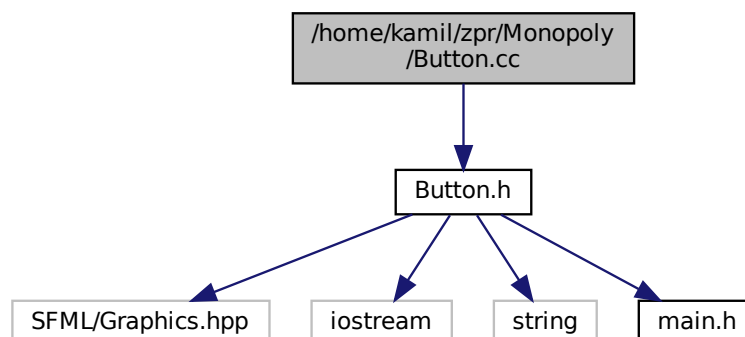 /home/kamil/zpr/Monopoly
/Button.cc
Button.h
SFML/Graphics.hpp
iostream
string
main.h